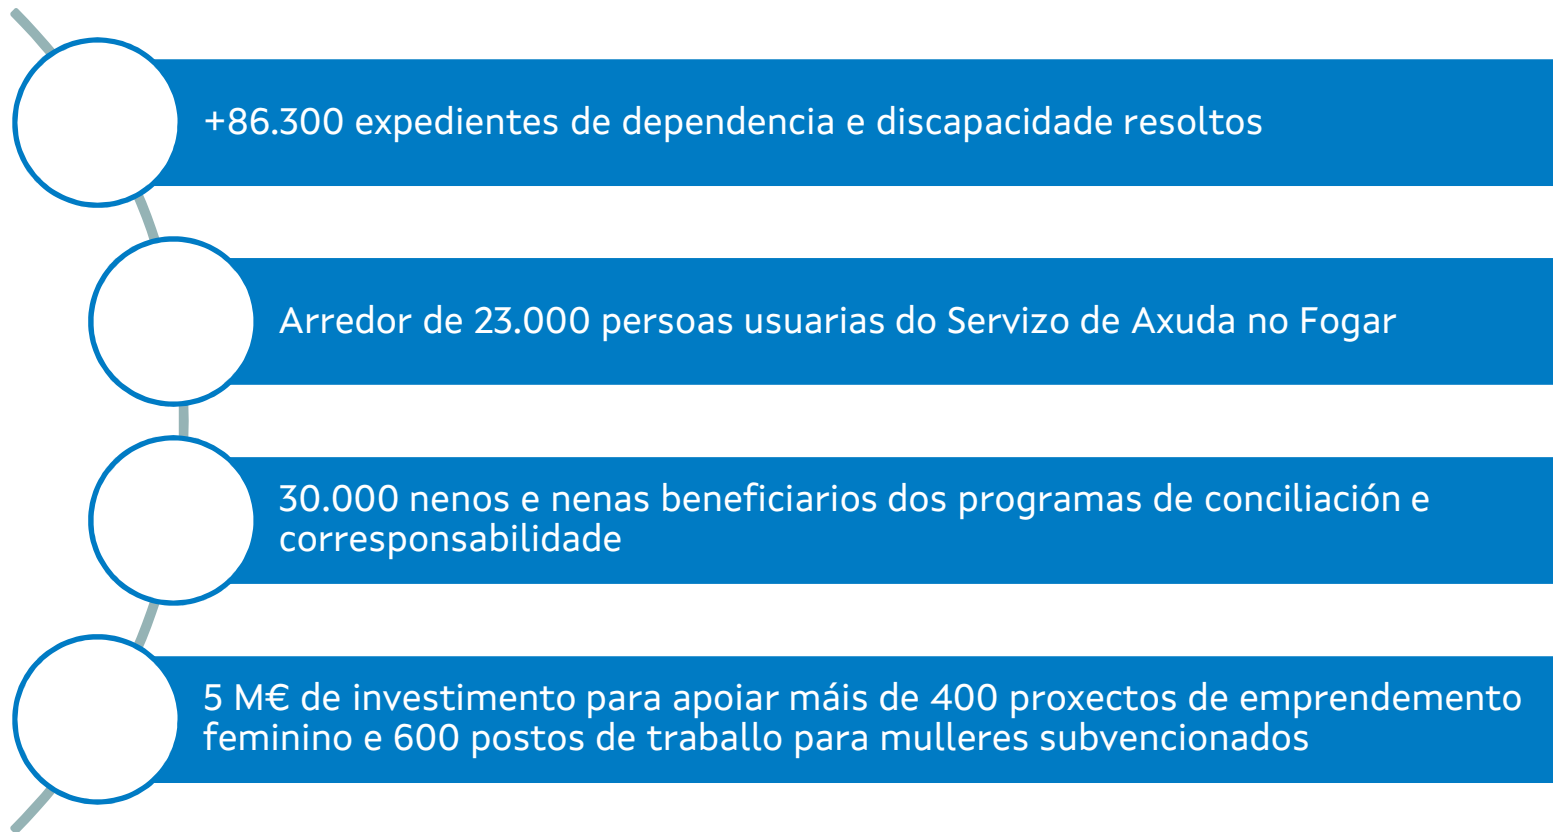 +86.300 expedientes de dependencia e discapacidade resoltos
Arredor de 23.000 persoas usuarias do Servizo de Axuda no Fogar
30.000 nenos e nenas beneficiarios dos programas de conciliación e
corresponsabilidade
5 M€ de investimento para apoiar máis de 400 proxectos de emprendemento
feminino e 600 postos de traballo para mulleres subvencionados